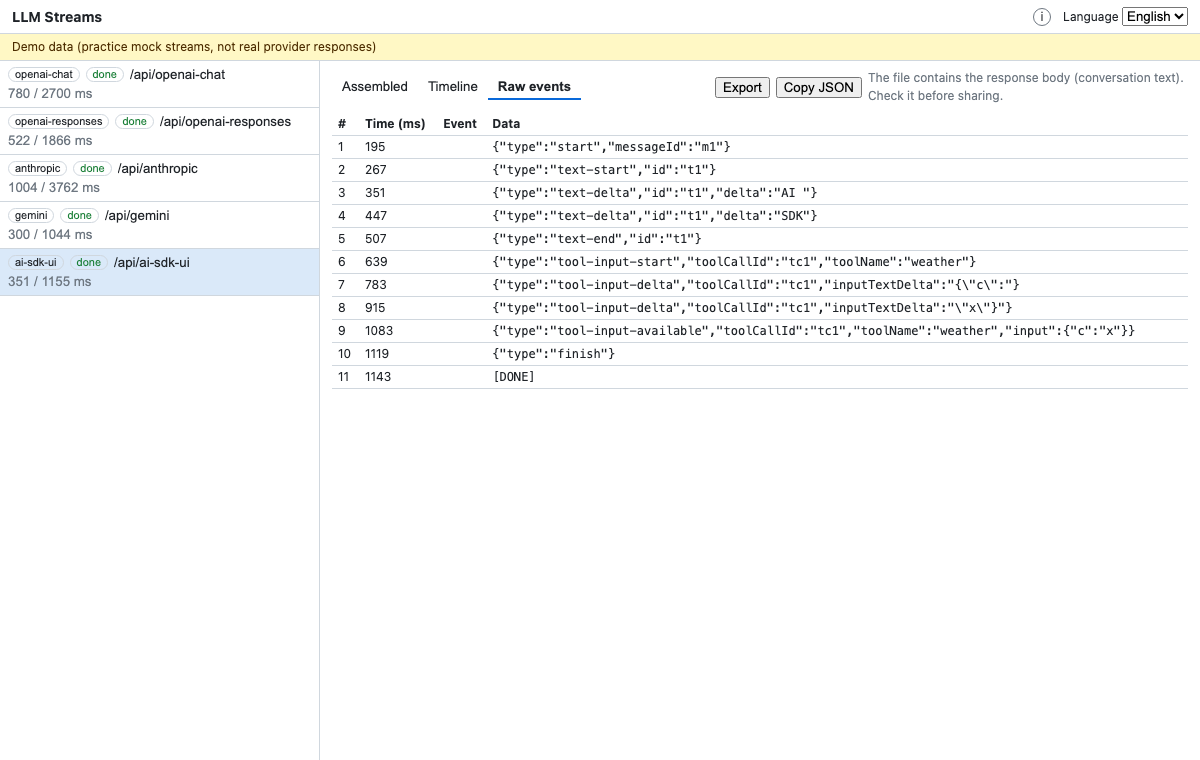 LLM Streams
i Language English
Demo data (practice mock streams, not real provider responses)
openai-chat done /api/openai-chat
780 / 2700 ms
openai-responses done /api/openai-responses
522 / 1866 ms
anthropic done /api/anthropic
1004 / 3762 ms
gemini done /api/gemini
300 / 1044 ms
ai-sdk-ui done /api/ai-sdk-ui
351 / 1155 ms
Assembled Timeline Raw events Export Copy JSON
The file contains the response body (conversation text).
Check it before sharing.
# Time (ms) Event Data
1 195 {"type":"start","messageId":"m1"}
2 267 {"type":"text-start","id":"t1"}
3 351 {"type":"text-delta","id":"t1","delta":"AI "}
4 447 {"type":"text-delta","id":"t1","delta":"SDK"}
5 507 {"type":"text-end","id":"t1"}
6 639 {"type":"tool-input-start","toolCallId":"tc1","toolName":"weather"}
7 783 {"type":"tool-input-delta","toolCallId":"tc1","inputTextDelta":"{\"c\":"}
8 915 {"type":"tool-input-delta","toolCallId":"tc1","inputTextDelta":"\"x\"}"}
9 1083 {"type":"tool-input-available","toolCallId":"tc1","toolName":"weather","input":{"c":"x"}}
10 1119 {"type":"finish"}
11 1143 [DONE]